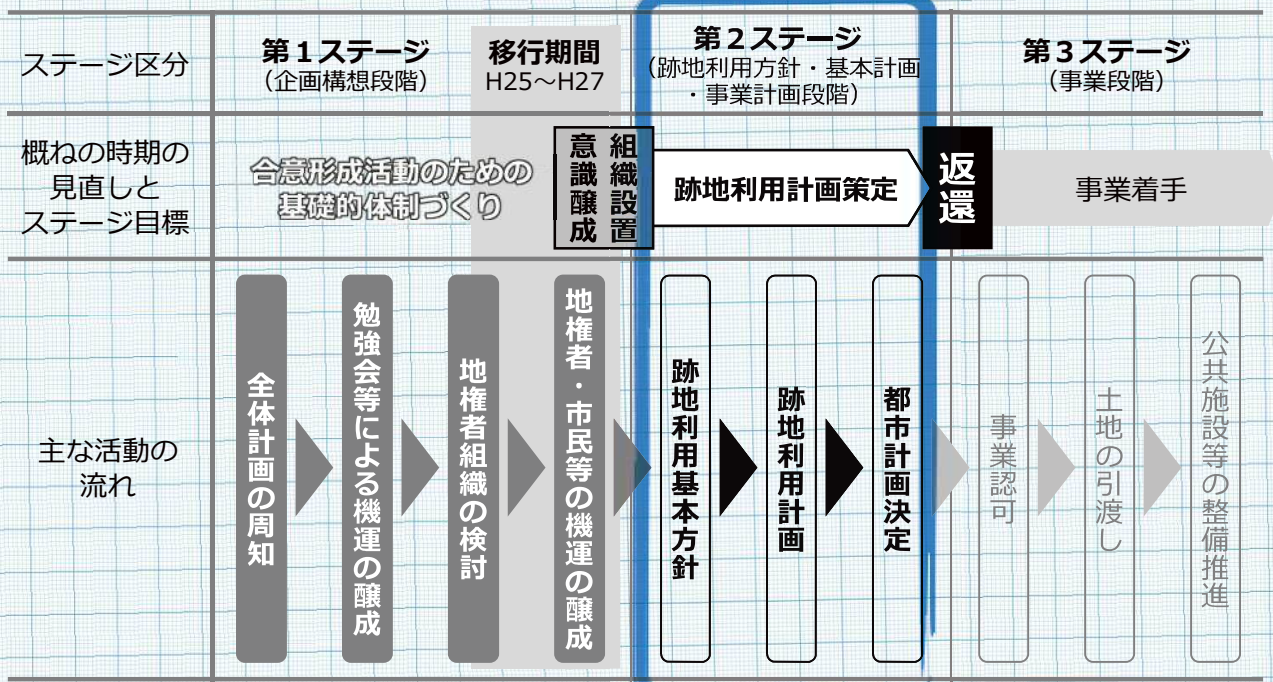 ステージ区分
第１ステージ
（企画構想段階）
移行期間
H25～H27
第２ステージ
（跡地利用方針・基本計画
・事業計画段階）
第３ステージ
（事業段階）
概ねの時期の
見直しと
ステージ目標
合意形成活動のための
基礎的体制づくり
組織設置
意識醸成
跡地利用計画策定
返還
事業着手
主な活動の
流れ
全体計画の周知
勉強会等による機運の醸成
地権者組織の検討
地権者・市民等の機運の醸成
跡地利用基本方針
跡地利用計画
都市計画決定
事業認可
土地の引渡し
公共施設等の整備推進